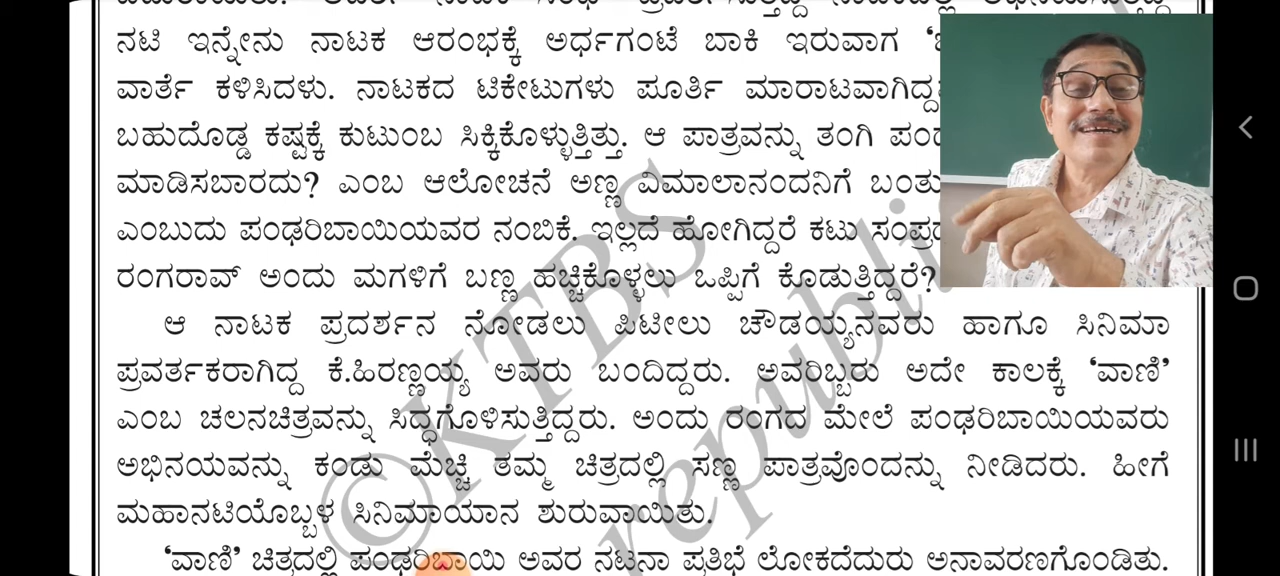 ನಟಿ ಇನ್ನೇನು ನಾಟಕ ಆರಂಭಕ್ಕೆ ಅರ್ಧಗಂಟೆ ಬಾಕಿ ಇರುವಾಗ
ವಾರ್ತೆ ಕಳಿಸಿದಳು. ನಾಟಕದ ಟಿಕೇಟುಗಳು ಪೂರ್ತಿ
ಬಹುದೊಡ್ಡ ಕಷ್ಟಕ್ಕೆ ಕುಟುಂಬ ಸಿಕ್ಕಿಕೊಳ್ಳುತ್ತಿತ್ತು. ಆ ಪಾತ್ರವನ್ನು ತಂಗಿ
ಮಾಡಿಸಬಾರದು? ಎಂಬ ಆಲೋಚನೆ ಅಣ್ಣ ವಿಮಾಲಾನಂದನಿಗೆ ಬಂತು
ಎಂಬುದು ಪಂಢರಿಬಾಯಿಯವರ ನಂಬಿಕೆ. ಇಲ್ಲದೆ ಹೋಗಿದ್ದರೆ ಕಟು
ರಂಗರಾವ್ ಅಂದು ಮಗಳಿಗೆ ಬಣ್ಣ ಹಚ್ಚಿಕೊಳ್ಳಲು ಒಪ್ಪಿಗೆ ಕೊಡುತ್ತಿದ್ದರೆ?
ಆ ನಾಟಕ ಪ್ರದರ್ಶನ ನೋಡಲು ಪಿಟೀಲು ಚೌಡಯ್ಯನವರು ಹಾಗೂ ಸಿನಿಮಾ
ಪ್ರವರ್ತಕರಾಗಿದ್ದ ಕೆ.ಹಿರಣ್ಣಯ್ಯ ಅವರು ಬಂದಿದ್ದರು. ಅವರಿಬ್ಬರು ಅದೇ ಕಾಲಕ್ಕೆ ‘ವಾಣಿ’
ಎಂಬ ಚಲನಚಿತ್ರವನ್ನು ಸಿದ್ಧಗೊಳಿಸುತ್ತಿದ್ದರು. ಅಂದು ರಂಗದ ಮೇಲೆ ಪಂಢರಿಬಾಯಿಯವರು
ಅಭಿನಯವನ್ನು ಕಂಡು ಮೆಚ್ಚಿ ತಮ್ಮ ಚಿತ್ರದಲ್ಲಿ ಸಣ್ಣ ಪಾತ್ರವೊಂದನ್ನು ನೀಡಿದರು. ಹೀಗೆ
ಮಹಾನಟಿಯೊಬ್ಬಳ ಸಿನಿಮಾಯಾನ ಶುರುವಾಯಿತು.
‘ವಾಣಿ’ ಚಿತ್ರದಲ್ಲಿ ಪಂಢರಿಬಾಯಿ ಅವರ ನಟನಾ ಪ್ರತಿಭೆ ಲೋಕದೆದುರು ಅನಾವರಣಗೊಂಡಿತು.
©KTBS
republi